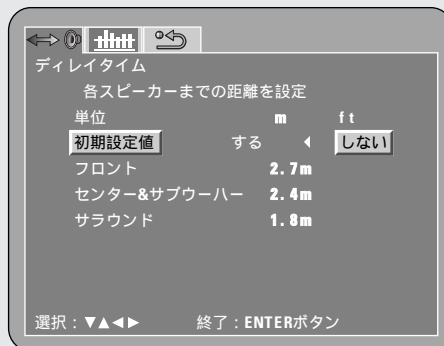 ディレイタイム
各スピーカーまでの距離を設定
単位 m ft
初期設定値 する ◀ しない
フロント 2.7m
センター&サブウーハー 2.4m
サラウンド 1.8m
選択：▼▲◀▶ 終了：ENTERボタン